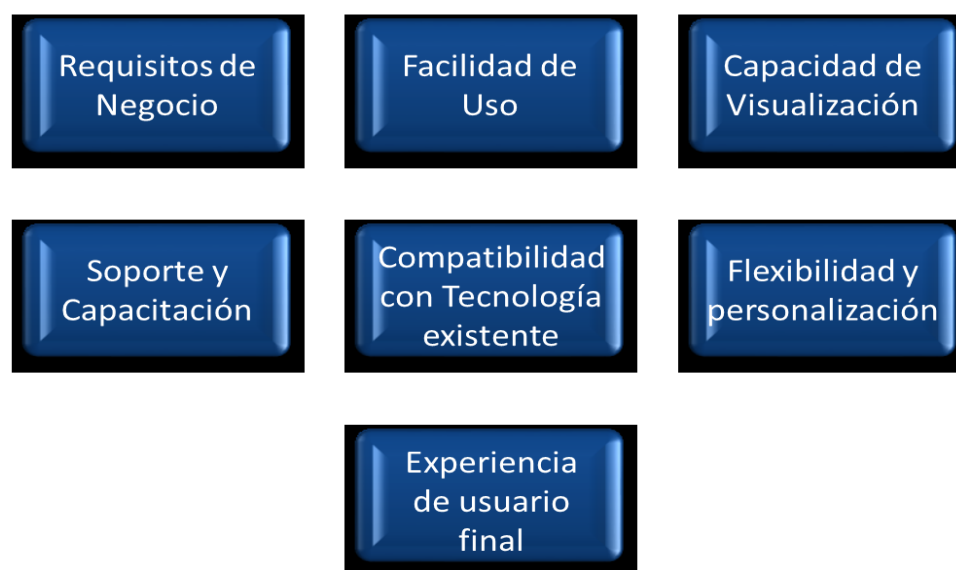 Requisitos de
Negocio
Facilidad de
Uso
Capacidad de
Visualización
Soporte y
Capacitación
Compatibilidad
con Tecnología
existente
Flexibilidad y
personalización
Experiencia
de usuario
final